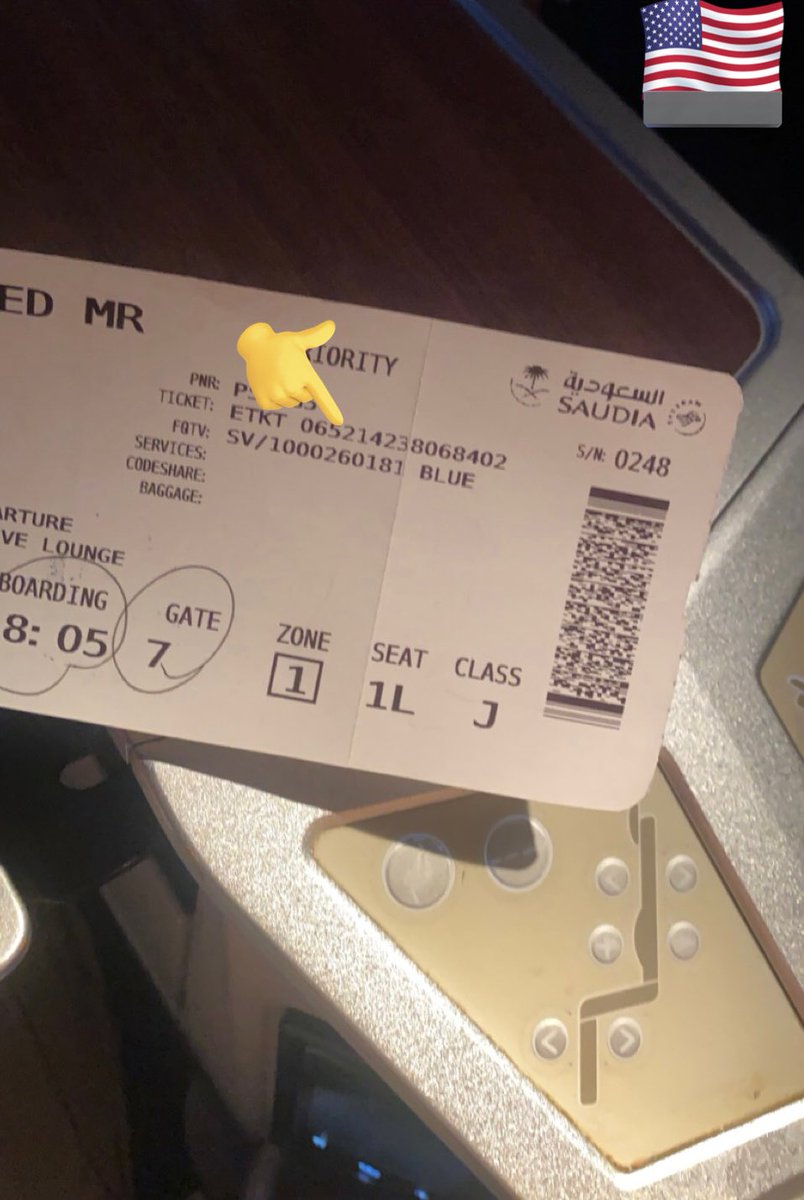 ED MR
IORITY
PNR:
TICKET: ETKT 065214238068402
FQTV: SV/1000260181 BLUE
SERVICES:
CODESHARE:
BAGGAGE:
السعودية
SAUDIA
S/N: 0248
ARTURE
VE LOUNGE
BOARDING
8:05
GATE
7
ZONE
1
SEAT
1L
CLASS
J